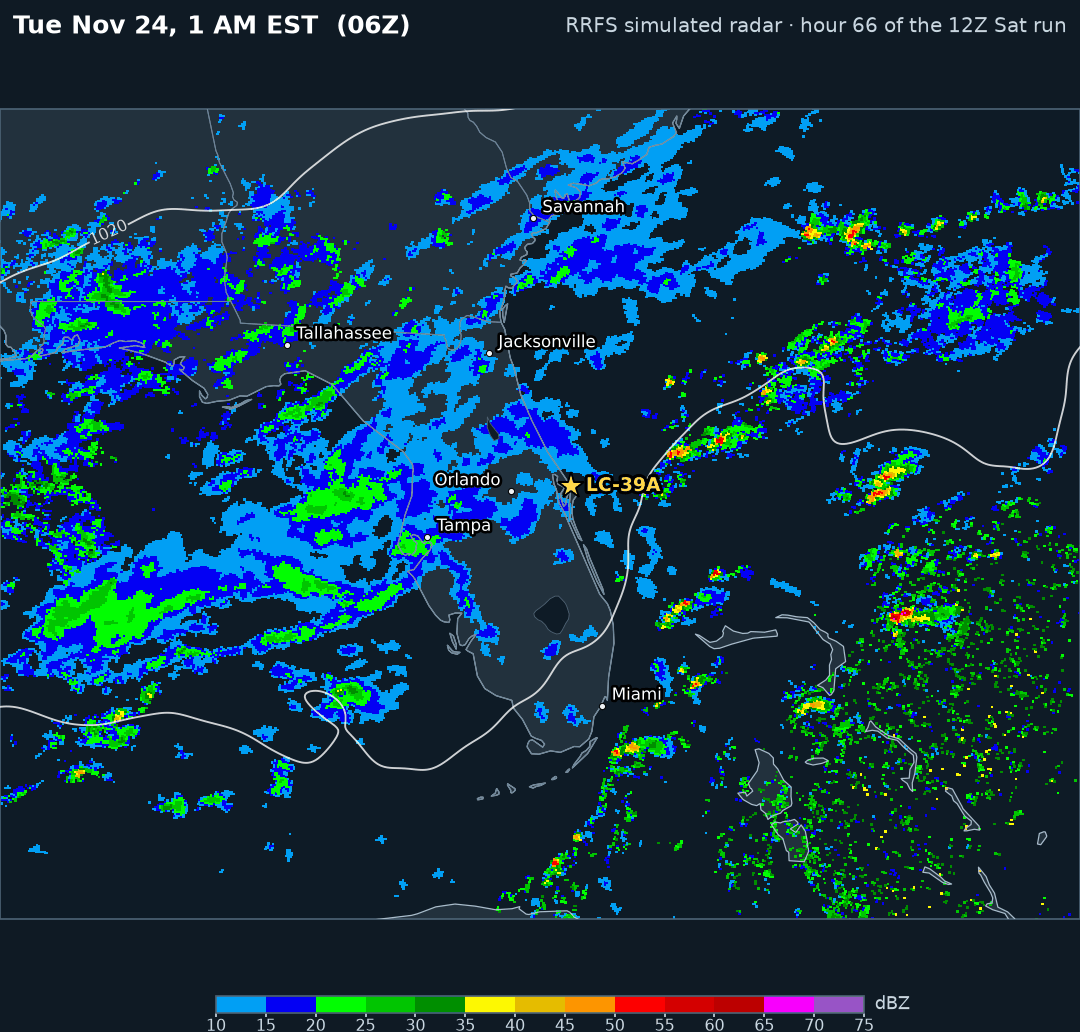 Tue Nov 24, 1 AM EST (06Z)
RRFS simulated radar · hour 66 of the 12Z Sat run
Savannah
1020
Tallahassee
Jacksonville
Orlando
LC-39A
Tampa
Miami
dBZ
10 15 20 25 30 35 40 45 50 55 60 65 70 75